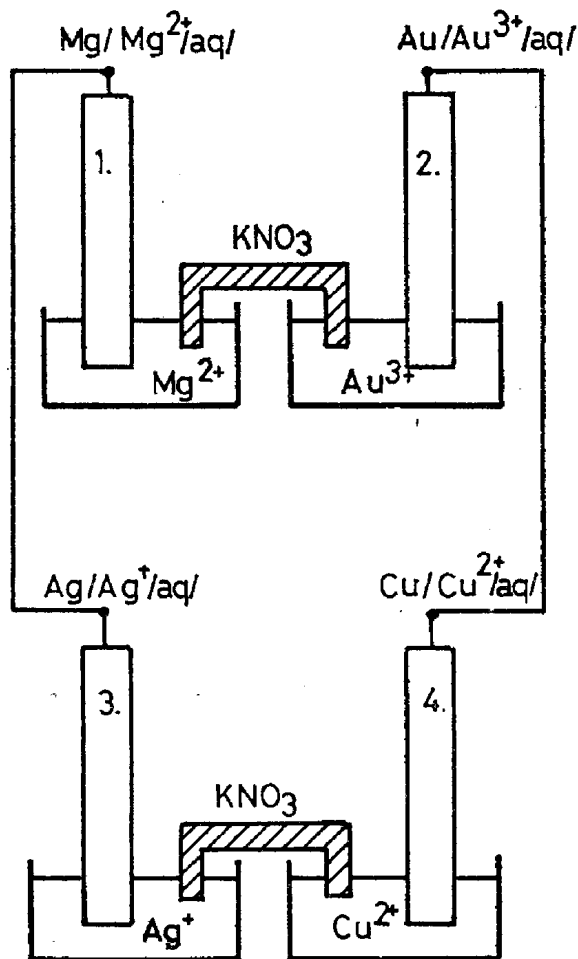 Mg/Mg²⁺/aq/ Au/Au³⁺/aq/
1. 2.
KNO₃
Mg²⁺ Au³⁺
Ag/Ag⁺/aq/ Cu/Cu²⁺/aq/
3. 4.
KNO₃
Ag⁺ Cu²⁺